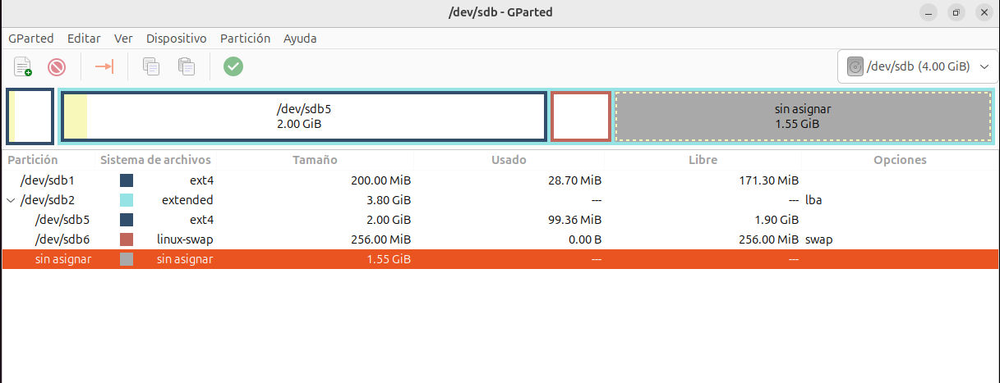 /dev/sdb - GParted
GParted Editar Ver Dispositivo Partición Ayuda
/dev/sdb (4.00 GiB)
/dev/sdb5
2.00 GiB
sin asignar
1.55 GiB
Partición Sistema de archivos Tamaño Usado Libre Opciones
/dev/sdb1 ext4 200.00 MiB 28.70 MiB 171.30 MiB
/dev/sdb2 extended 3.80 GiB --- --- lba
/dev/sdb5 ext4 2.00 GiB 99.36 MiB 1.90 GiB
/dev/sdb6 linux-swap 256.00 MiB 0.00 B 256.00 MiB swap
sin asignar sin asignar 1.55 GiB --- ---